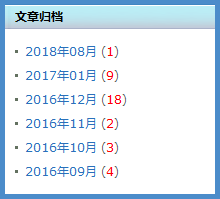 文章归档
2018年08月 (1)
2017年01月 (9)
2016年12月 (18)
2016年11月 (2)
2016年10月 (3)
2016年09月 (4)